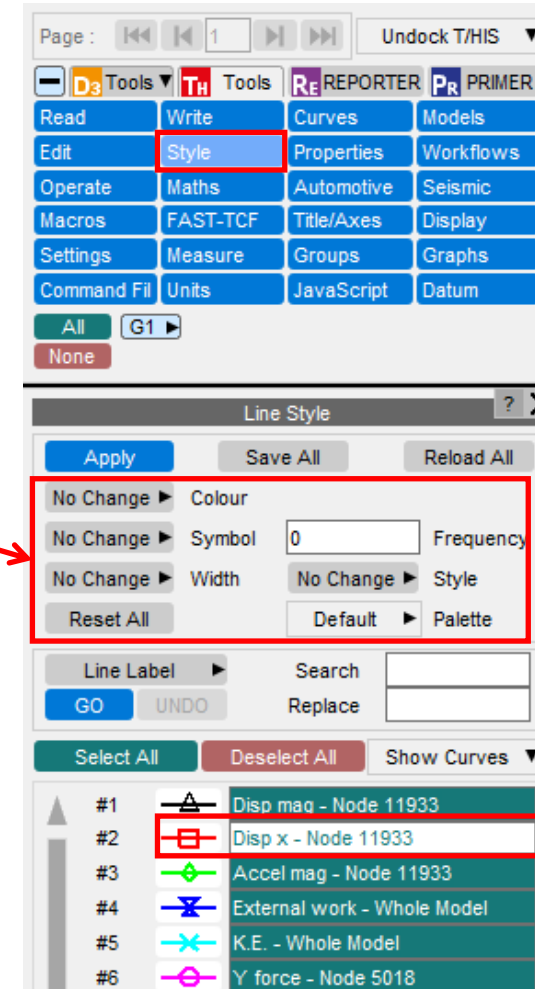 Page : 1 Undock T/HIS
D3 Tools TH Tools RE REPORTER PR PRIMER
Read Write Curves Models
Edit Style Properties Workflows
Operate Maths Automotive Seismic
Macros FAST-TCF Title/Axes Display
Settings Measure Groups Graphs
Command Fil Units JavaScript Datum
All G1
None
Line Style ?
Apply Save All Reload All
No Change Colour
No Change Symbol 0 Frequency
No Change Width No Change Style
Reset All Default Palette
Line Label Search
GO UNDO Replace
Select All Deselect All Show Curves
#1 Disp mag - Node 11933
#2 Disp x - Node 11933
#3 Accel mag - Node 11933
#4 External work - Whole Model
#5 K.E. - Whole Model
#6 Y force - Node 5018